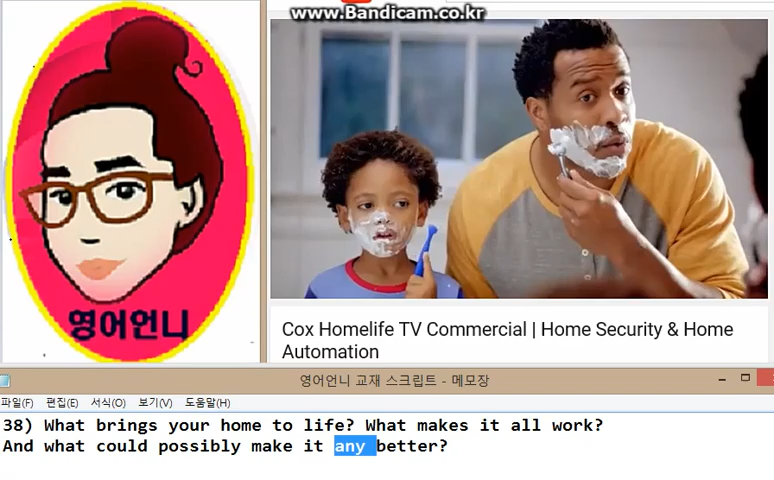 www.Bandicam.co.kr
영어언니
Cox Homelife TV Commercial | Home Security & Home
Automation
영어언니 교재 스크립트 - 메모장
파일(F) 편집(E) 서식(O) 보기(V) 도움말(H)
38) What brings your home to life? What makes it all work?
And what could possibly make it any better?